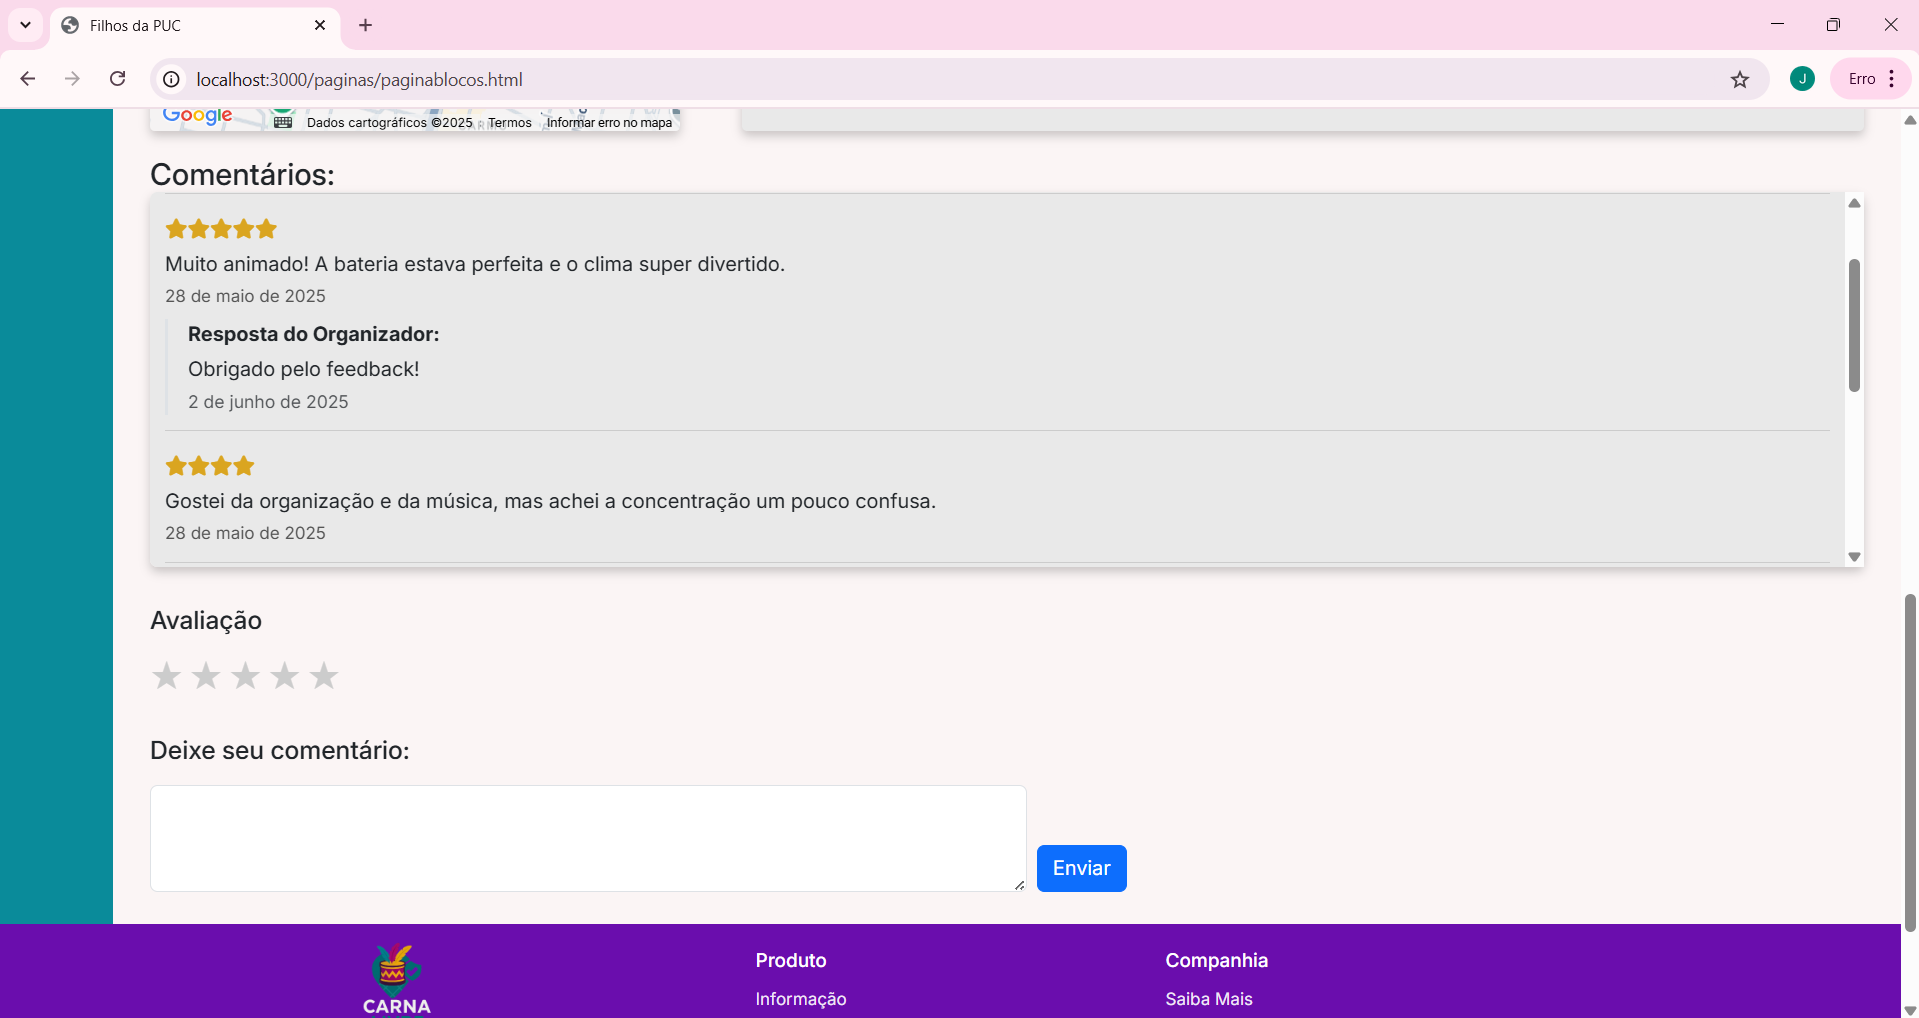 Filhos da PUC
localhost:3000/paginas/paginablocos.html
J
Erro
Google
Dados cartográficos ©2025
Termos
Informar erro no mapa
Comentários:
Muito animado! A bateria estava perfeita e o clima super divertido.
28 de maio de 2025
Resposta do Organizador:
Obrigado pelo feedback!
2 de junho de 2025
Gostei da organização e da música, mas achei a concentração um pouco confusa.
28 de maio de 2025
Avaliação
Deixe seu comentário:
Enviar
CARNA
Produto
Companhia
Informação
Saiba Mais